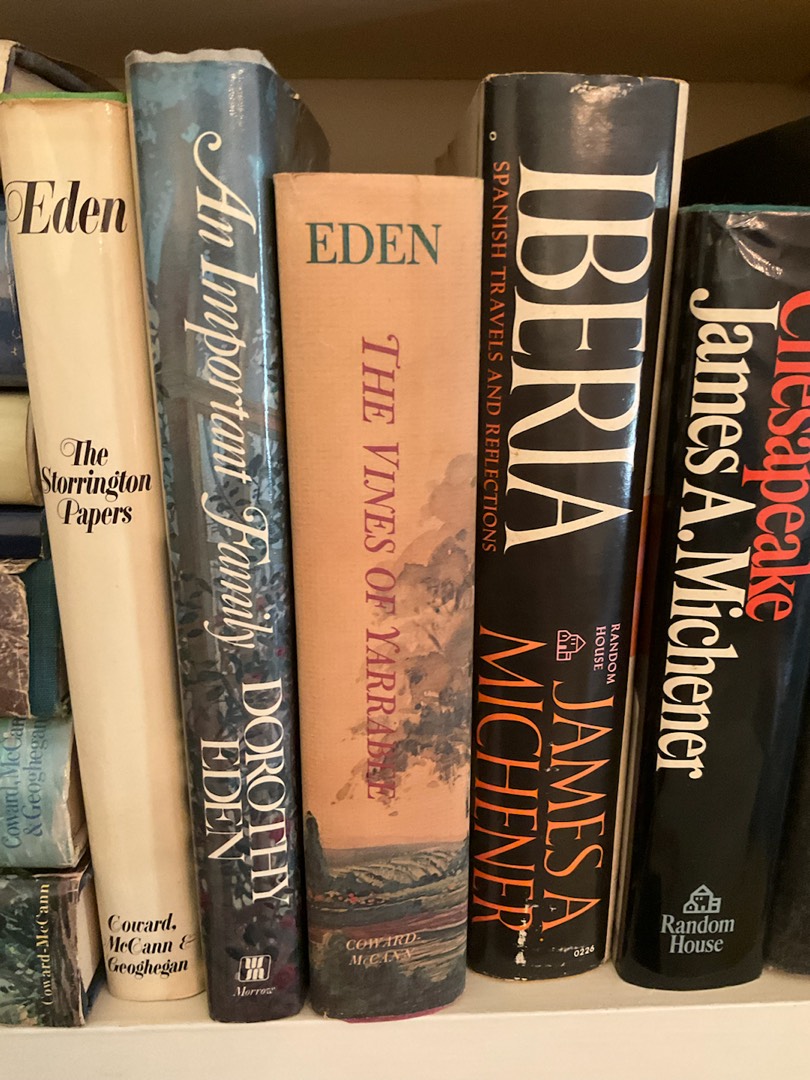 Eden
The
Storrington
Papers
Coward,
McCann &
Geoghegan
An Important Family
DOROTHY
EDEN
Morrow
EDEN
THE VINES OF YARRABEE
COWARD-
McCANN
IBERIA
SPANISH TRAVELS AND REFLECTIONS
RANDOM
HOUSE
JAMES A.
MICHENER
0226
Chesapeake
James A. Michener
Random
House
Coward, McCann
& Geoghegan
Coward-McCann